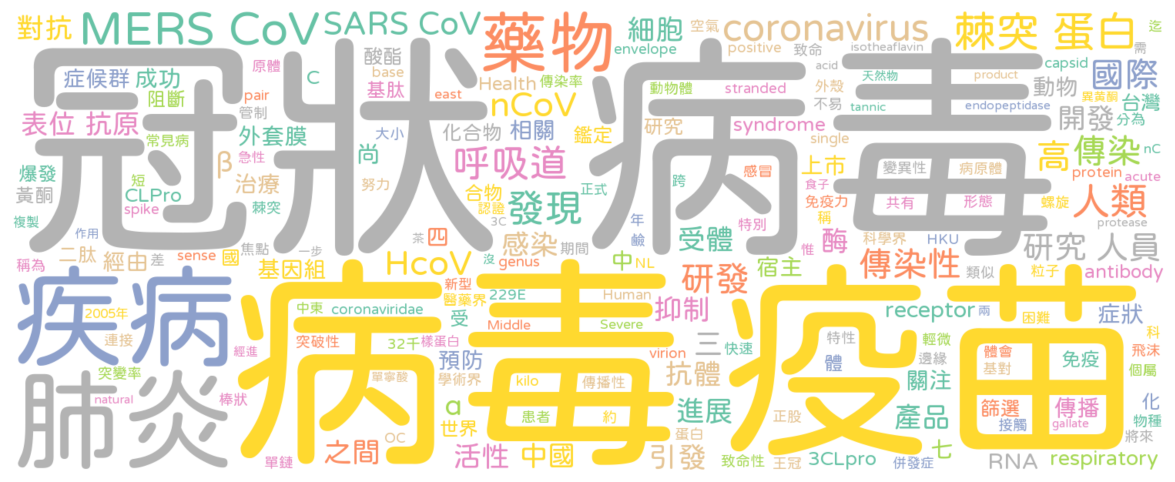 對抗 MERS CoV SARS CoV 藥物 細胞 空氣 coronavirus 棘突 蛋白 迄
envelope positive 致命 isotheaflavin 需
症候群 成功 原體 C 酸酯 base Health 傳染率 acid 外殼 天然物 product capsid 國際
阻斷 pair 管制 基肽 east nCoV 動物體 stranded 不易 tannic 動物 endopeptidase 異黃酮 台灣
表位 抗原 常見病 外套膜 大小 化合物 相關 鑑定 研究 syndrome single 開發 分為 nC
冠狀病毒
爆發 急性 β 尚 呼吸道 感冒 上市 變異性 病原體 高 傳染 protein acute
黃酮 短 CLPro 治療 努力 合物 發現 正式 跨 食子 免疫力 共有 形態 螺旋 人類
複製 spike 棘突 認證 3C 年 特別 稱 protease
作用 焦點 一步 茶 四 沒 感染 期間 鹼 受體 惟 酶 科學界 HKU 研究 人員
稱為 二肽 經由 差 sense 國 基因組 HcoV genus 中 NL 研發 宿主 傳染性 類似 粒子 antibody
疾病 病毒 疫苗
2005年 中東 coronaviridae 新型 醫藥界 229E Human 抑制 receptor 兩 困難 症狀
連接 突破性 受 Middle Severe 三 快速 特性 輕微 科
經進 突變率 32千 樣蛋白 預防 virion 體 邊緣 體會 基對 免疫 飛沫 個屬
肺炎 單寧酸 學術界 kilo 傳播性 抗體 關注
natural 棒狀 α 患者 約 進展 正股 產品 篩選 接觸 傳播 gallate 化 物種
OC 世界 蛋白 將來
單鏈 之間 活性 中國 引發 致命性 王冠 3CLpro 併發症 七 RNA respiratory